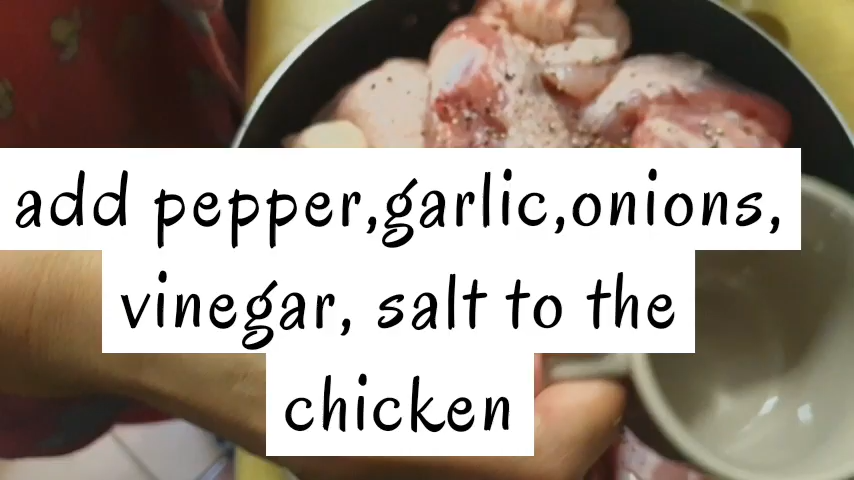 add pepper,garlic,onions,
vinegar, salt to the
chicken